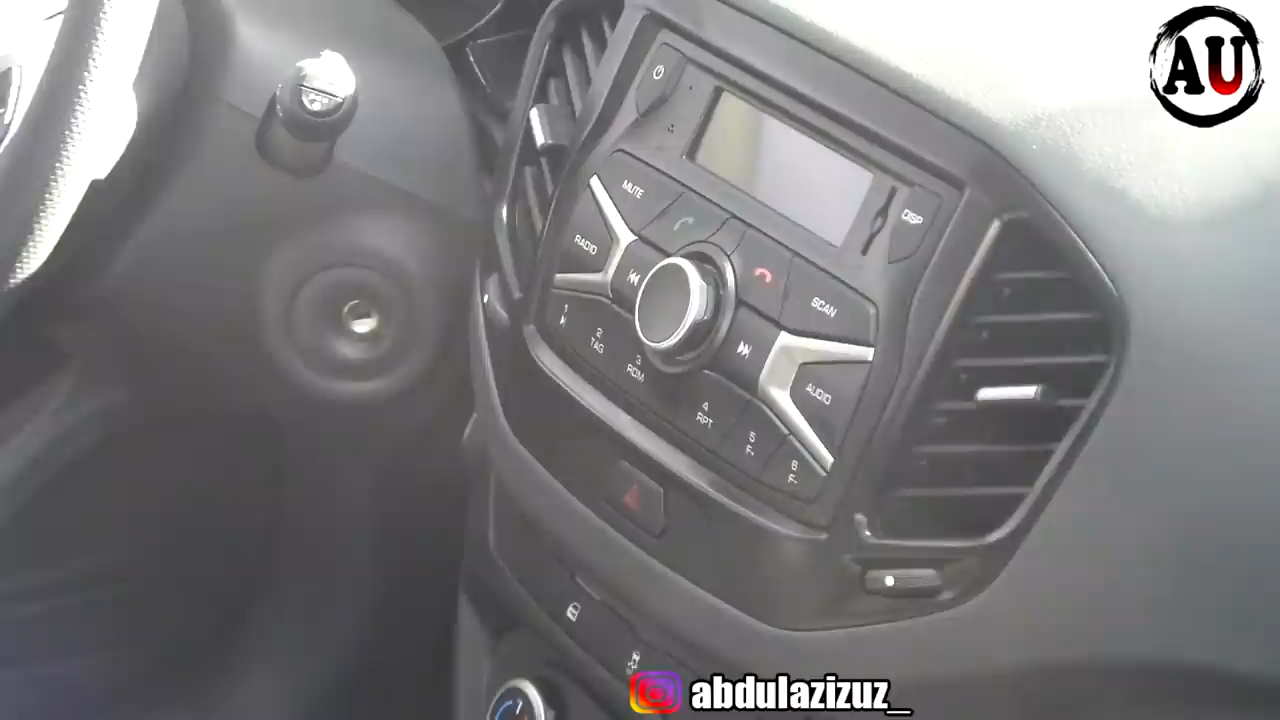 AU
DISP
MUTE
RADIO
SCAN
AUDIO
1
2
TAG
3
RDM
4
RPT
5
F-
6
abdulazizuz_